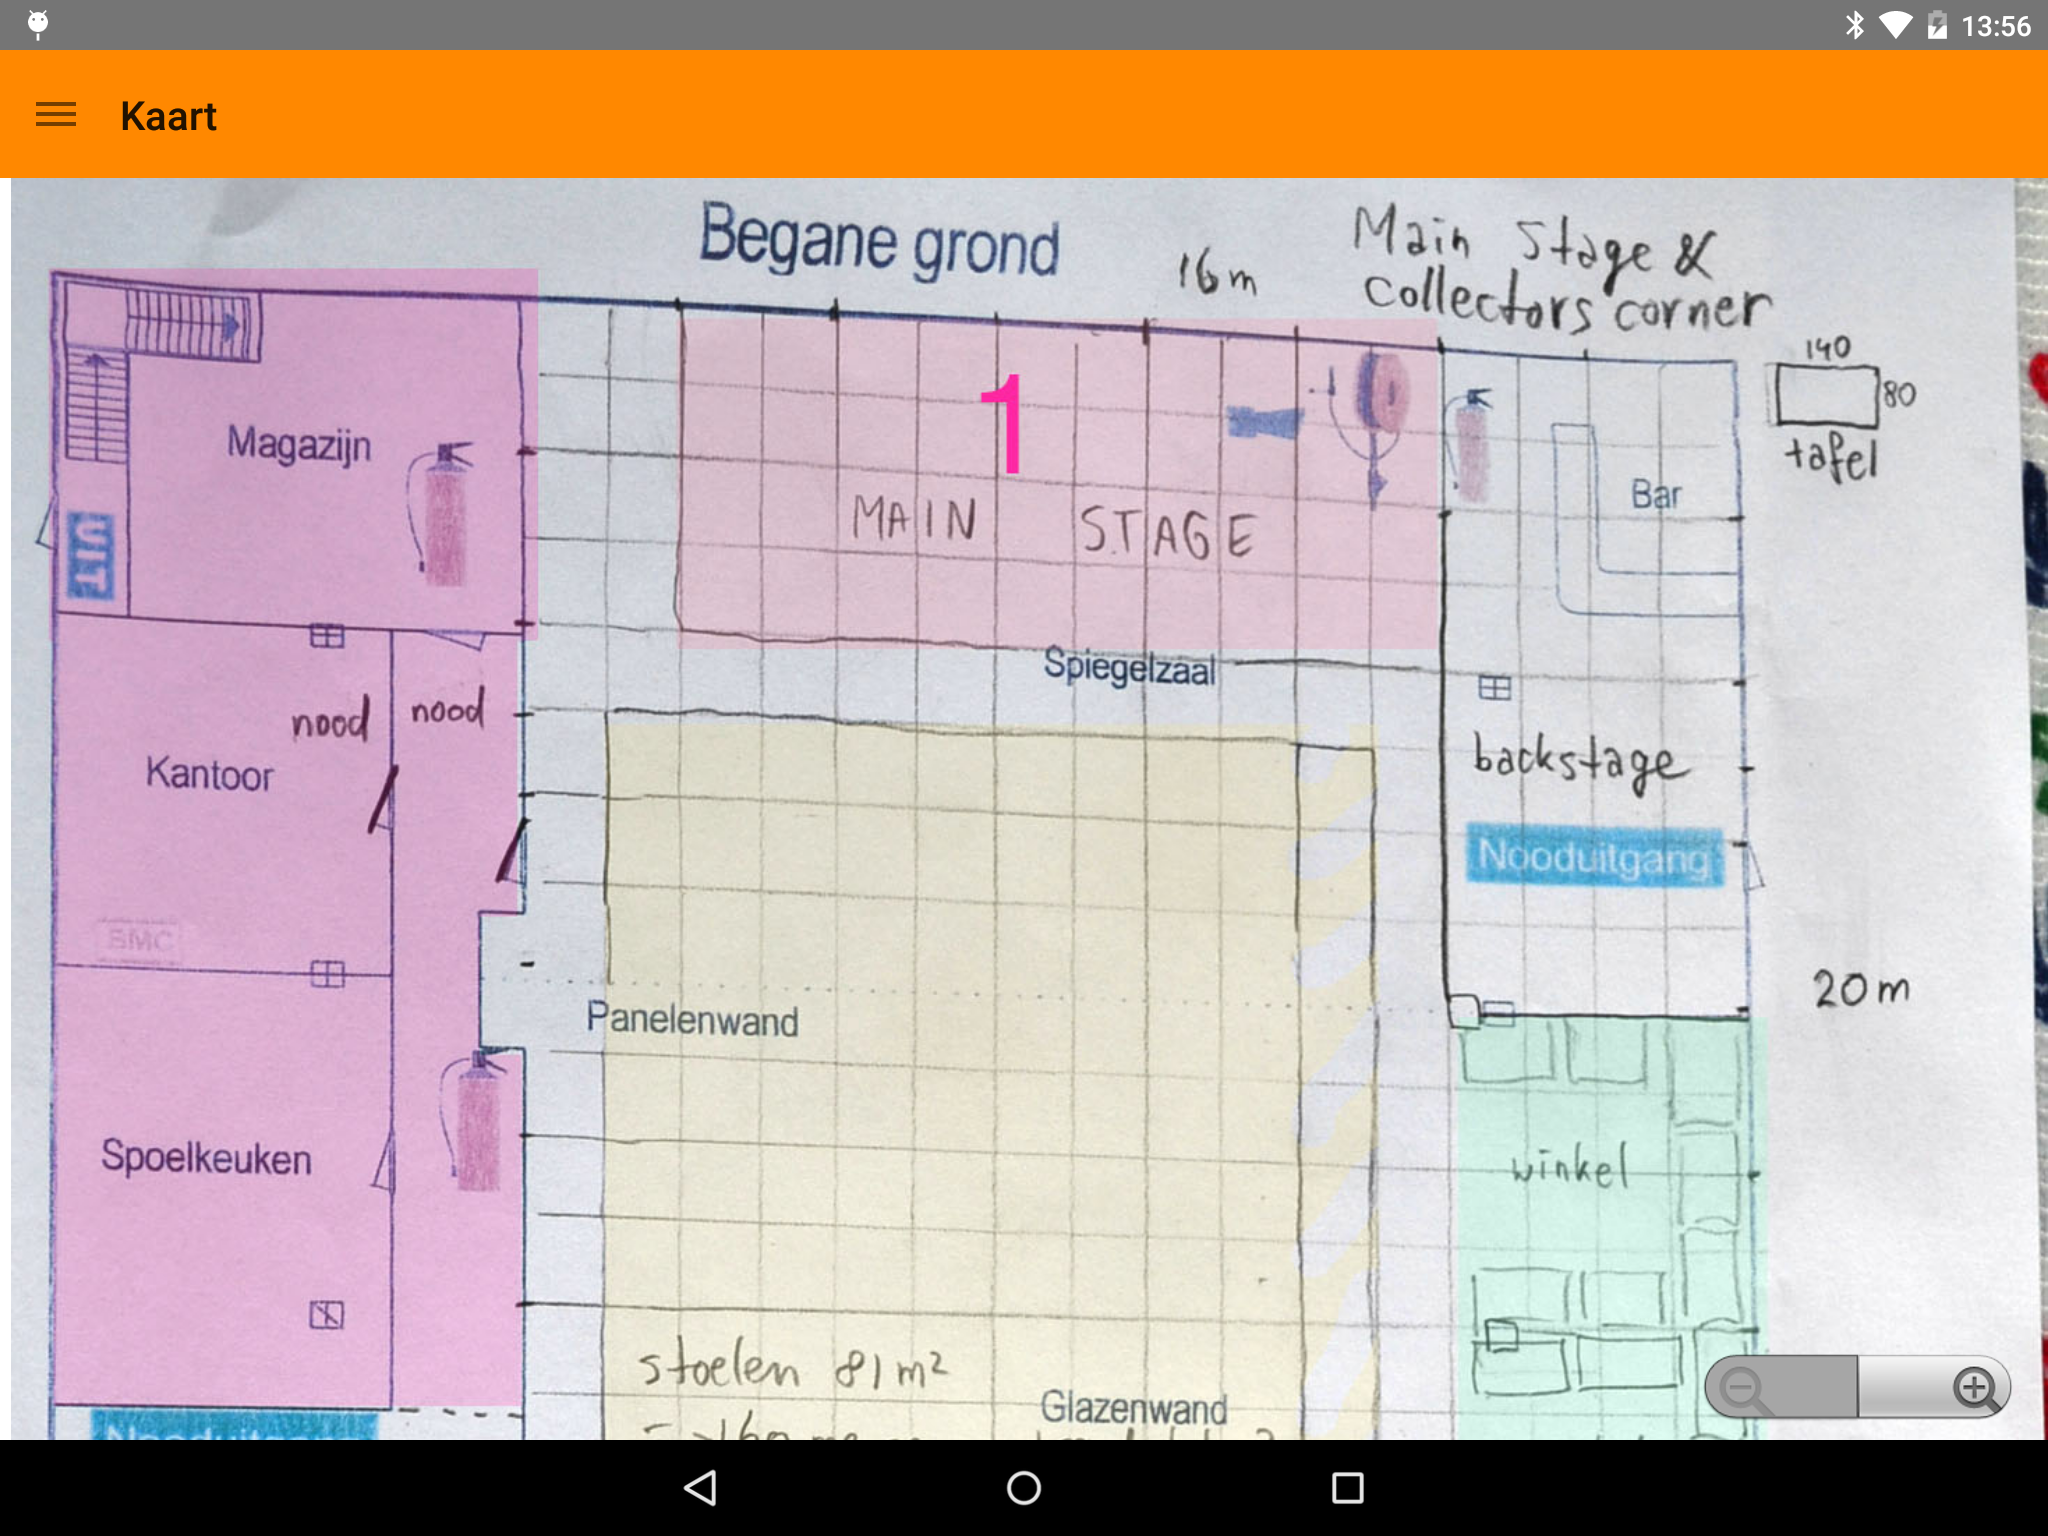 13:56
Kaart
Begane grond
16m
Main Stage &
Collectors corner
140
80
tafel
1
Magazijn
UIT
MAIN STAGE
Bar
Spiegelzaal
nood
nood
Kantoor
backstage
Nooduitgang
BMC
Panelenwand
20m
Spoelkeuken
winkel
stoelen 81 m²
Glazenwand
Nooduitgang